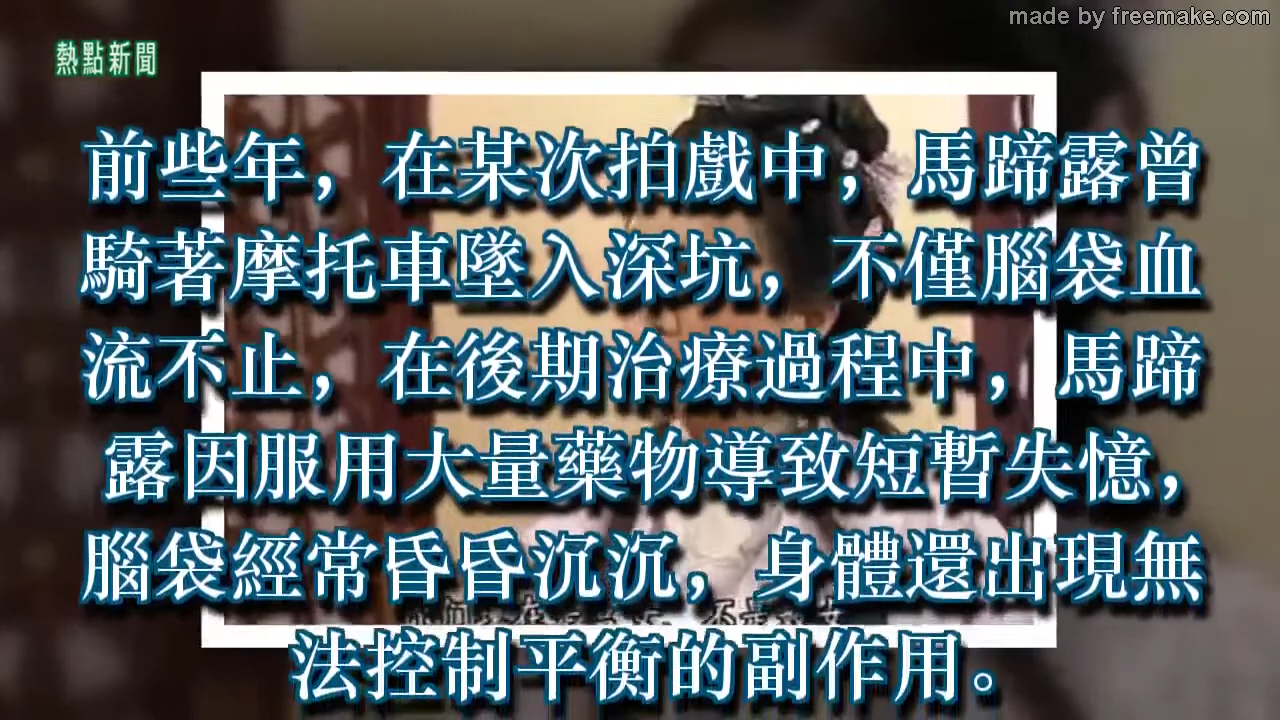 made by freemake.com
熱點新聞
前些年，在某次拍戲中，馬蹄露曾
騎著摩托車墜入深坑，不僅腦袋血
流不止，在後期治療過程中，馬蹄
露因服用大量藥物導致短暫失憶，
腦袋經常昏昏沉沉，身體還出現無
法控制平衡的副作用。